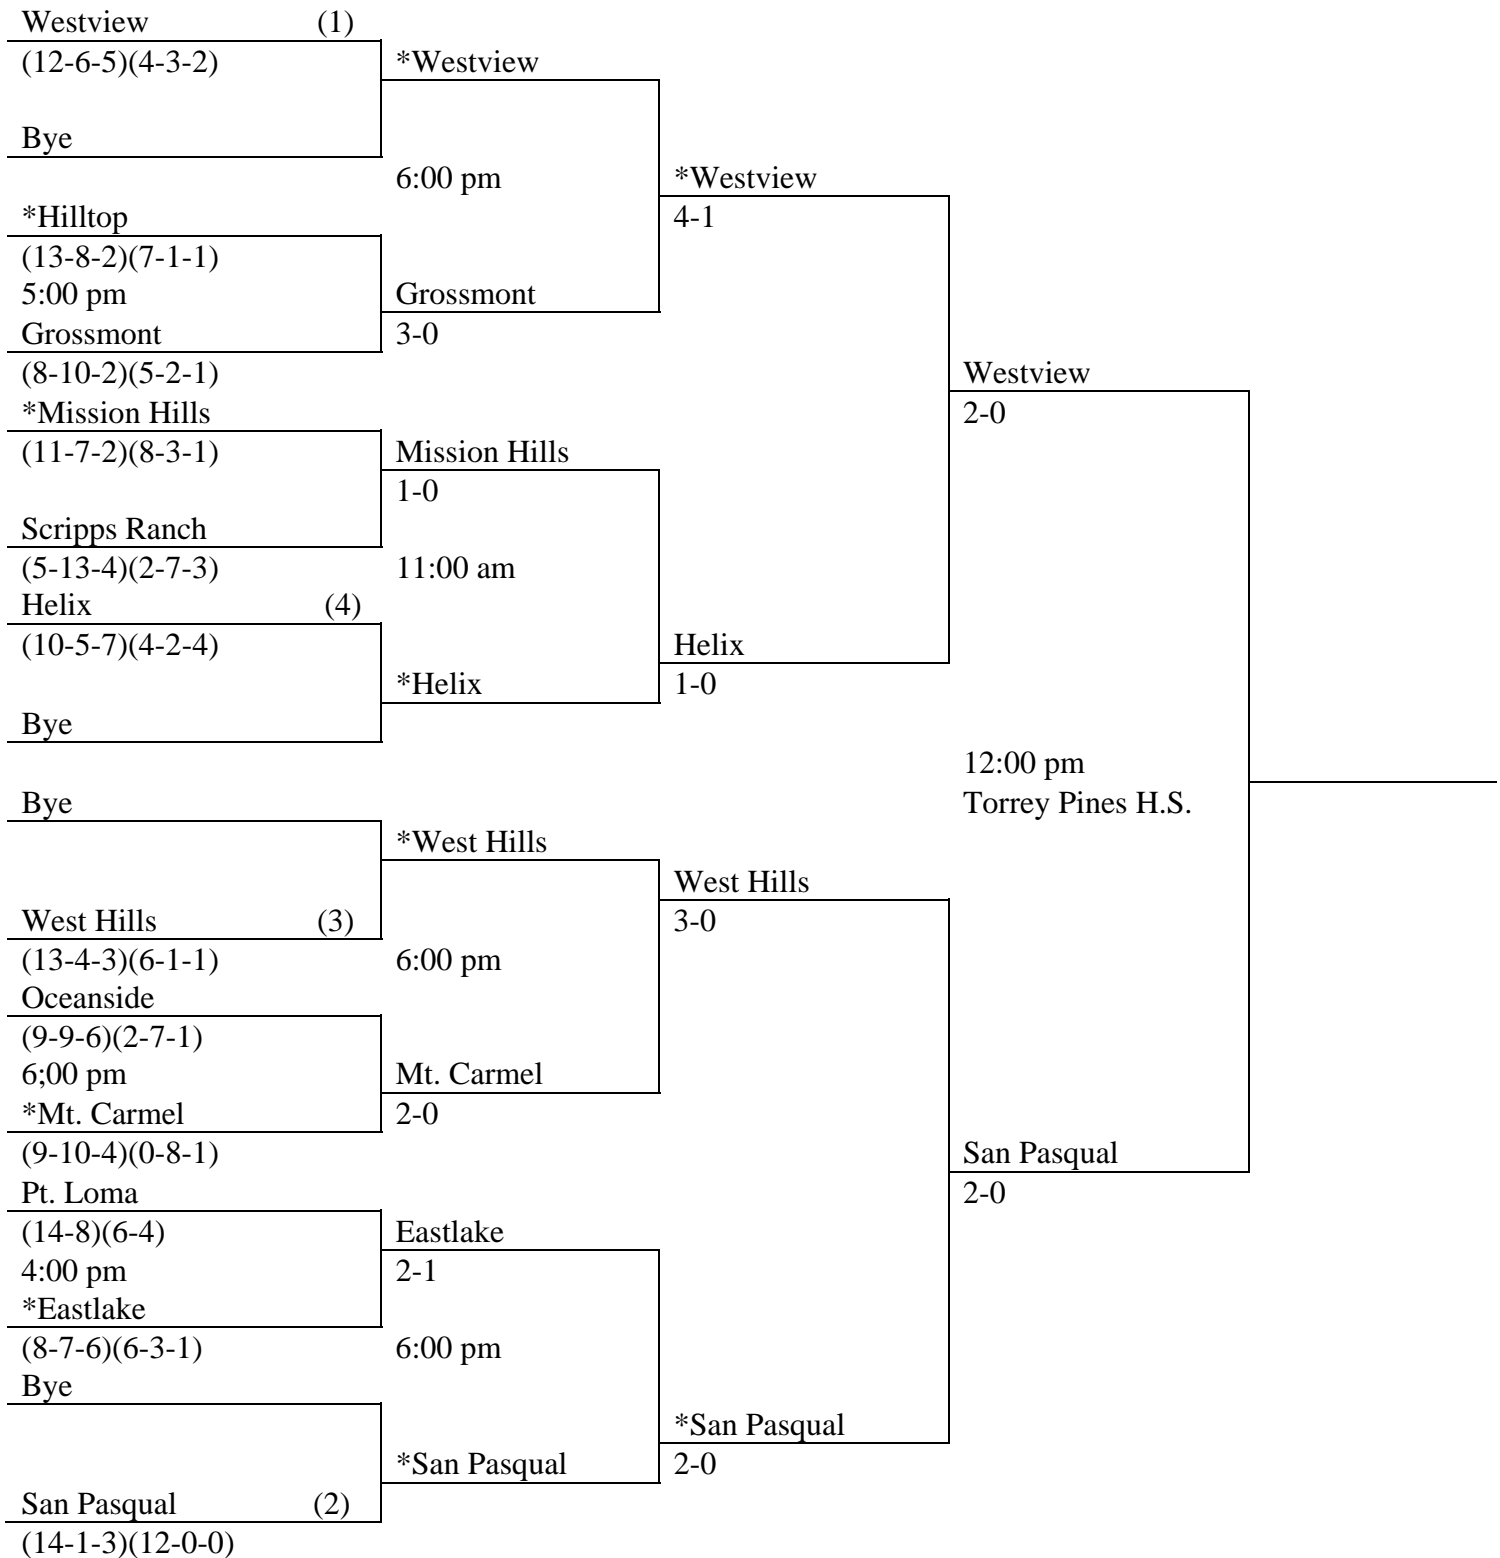 Westview (1)
(12-6-5)(4-3-2)
*Westview
Bye
6:00 pm
*Westview
*Hilltop
4-1
(13-8-2)(7-1-1)
5:00 pm
Grossmont
Grossmont
3-0
(8-10-2)(5-2-1)
Westview
*Mission Hills
2-0
(11-7-2)(8-3-1)
Mission Hills
1-0
Scripps Ranch
(5-13-4)(2-7-3)
11:00 am
Helix (4)
(10-5-7)(4-2-4)
Helix
*Helix
1-0
Bye
12:00 pm
Bye
Torrey Pines H.S.
*West Hills
West Hills
West Hills (3)
3-0
(13-4-3)(6-1-1)
6:00 pm
Oceanside
(9-9-6)(2-7-1)
6;00 pm
Mt. Carmel
*Mt. Carmel
2-0
(9-10-4)(0-8-1)
San Pasqual
Pt. Loma
2-0
(14-8)(6-4)
Eastlake
4:00 pm
2-1
*Eastlake
(8-7-6)(6-3-1)
6:00 pm
Bye
*San Pasqual
*San Pasqual
2-0
San Pasqual (2)
(14-1-3)(12-0-0)